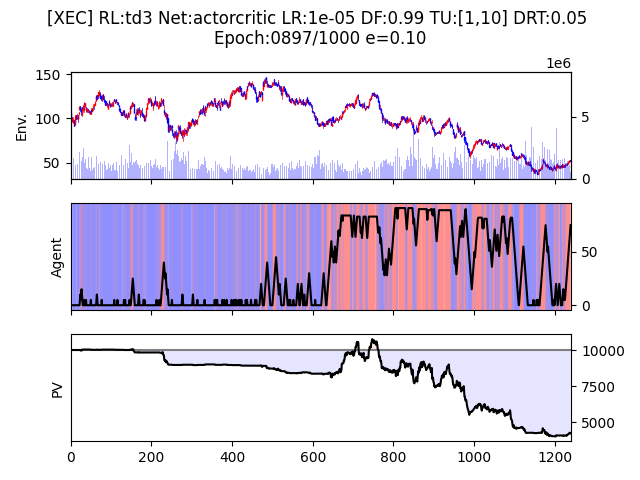 [XEC] RL:td3 Net:actorcritic LR:1e-05 DF:0.99 TU:[1,10] DRT:0.05
Epoch:0897/1000 e=0.10
1e6
150
100
50
Env.
5
0
Agent
50
0
PV
10000
7500
5000
0 200 400 600 800 1000 1200